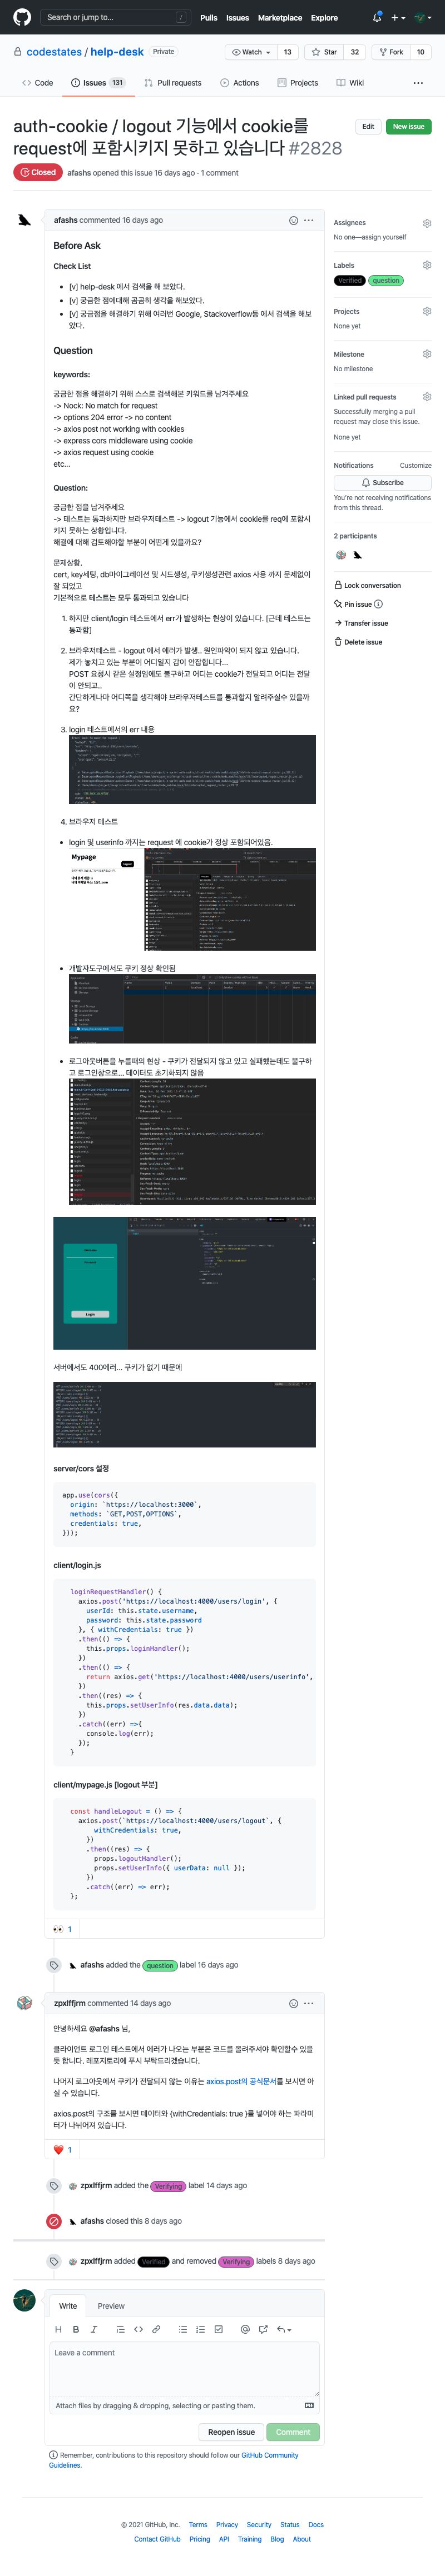 Search or jump to...
/
Pulls
Issues
Marketplace
Explore
codestates / help-desk
Private
Watch
13
Star
32
Fork
10
Code
Issues
131
Pull requests
Actions
Projects
Wiki
auth-cookie / logout 기능에서 cookie를
request에 포함시키지 못하고 있습니다 #2828
Edit
New issue
Closed
afashs opened this issue 16 days ago · 1 comment
afashs commented 16 days ago
Before Ask
Check List
[v] help-desk 에서 검색을 해 보았다.
[v] 궁금한 점에대해 곰곰히 생각을 해보았다.
[v] 궁금점을 해결하기 위해 여러번 Google, Stackoverflow등 에서 검색을 해보
았다.
Question
keywords:
궁금한 점을 해결하기 위해 스스로 검색해본 키워드를 남겨주세요
-> Nock: No match for request
-> options 204 error -> no content
-> axios post not working with cookies
-> express cors middleware using cookie
-> axios request using cookie
etc...
Question:
궁금한 점을 남겨주세요
-> 테스트는 통과하지만 브라우저테스트 -> logout 기능에서 cookie를 req에 포함시
키지 못하는 상황입니다.
해결에 대해 검토해야할 부분이 어떤게 있을까요?
문제상황.
cert, key세팅, db마이그레이션 및 시드생성, 쿠키생성관련 axios 사용 까지 문제없이
잘 되었고
기본적으로 테스트는 모두 통과되고 있습니다
1. 하지만 client/login 테스트에서 err가 발생하는 현상이 있습니다. [근데 테스트는
통과함]
2. 브라우저테스트 - logout 에서 에러가 발생.. 원인파악이 되지 않고 있습니다.
제가 놓치고 있는 부분이 어디일지 감이 안잡힙니다...
POST 요청시 같은 설정임에도 불구하고 어디는 cookie가 전달되고 어디는 전달
이 안되고..
간단하게나마 어디쪽을 생각해야 브라우저테스트를 통과할지 알려주실수 있을까
요?
3. login 테스트에서의 err 내용
4. 브라우저 테스트
login 및 userinfo 까지는 request 에 cookie가 정상 포함되어있음.
Mypage
개발자도구에서도 쿠키 정상 확인됨
로그아웃버튼을 누를때의 현상 - 쿠키가 전달되지 않고 있고 실패했는데도 불구하
고 로그인창으로... 데이터도 초기화되지 않음
Login
서버에서도 400에러... 쿠키가 없기 때문에
server/cors 설정
app.use(cors({
origin: `https://localhost:3000`,
methods: `GET,POST,OPTIONS`,
credentials: true,
}));
client/login.js
loginRequestHandler() {
axios.post('https://localhost:4000/users/login', {
userId: this.state.username,
password: this.state.password
}, { withCredentials: true })
.then(() => {
this.props.loginHandler();
})
.then(() => {
return axios.get('https://localhost:4000/users/userinfo',
})
.then((res) => {
this.props.setUserInfo(res.data.data);
})
.catch((err) =>{
console.log(err);
});
}
client/mypage.js [logout 부분]
const handleLogout = () => {
axios.post(`https://localhost:4000/users/logout`, {
withCredentials: true,
})
.then((res) => {
props.logoutHandler();
props.setUserInfo({ userData: null });
})
.catch((err) => err);
};
1
afashs added the question label 16 days ago
zpxlffjrm commented 14 days ago
안녕하세요 @afashs 님,
클라이언트 로그인 테스트에서 에러가 나오는 부분은 코드를 올려주셔야 확인할수 있을
듯 합니다. 레포지토리에 푸시 부탁드리겠습니다.
나머지 로그아웃에서 쿠키가 전달되지 않는 이유는 axios.post의 공식문서를 보시면 아
실 수 있습니다.
axios.post의 구조를 보시면 데이터와 {withCredentials: true }를 넣어야 하는 파라미
터가 나뉘어져 있습니다.
1
zpxlffjrm added the Verifying label 14 days ago
afashs closed this 8 days ago
zpxlffjrm added Verified and removed Verifying labels 8 days ago
Write
Preview
Leave a comment
Attach files by dragging & dropping, selecting or pasting them.
Reopen issue
Comment
Remember, contributions to this repository should follow our GitHub Community
Guidelines.
Assignees
No one—assign yourself
Labels
Verified
question
Projects
None yet
Milestone
No milestone
Linked pull requests
Successfully merging a pull
request may close this issue.
None yet
Notifications
Customize
Subscribe
You're not receiving notifications
from this thread.
2 participants
Lock conversation
Pin issue
Transfer issue
Delete issue
© 2021 GitHub, Inc.
Terms
Privacy
Security
Status
Docs
Contact GitHub
Pricing
API
Training
Blog
About